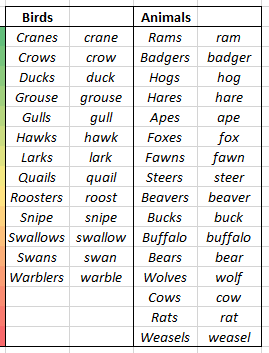 Birds Animals
Cranes crane Rams ram
Crows crow Badgers badger
Ducks duck Hogs hog
Grouse grouse Hares hare
Gulls gull Apes ape
Hawks hawk Foxes fox
Larks lark Fawns fawn
Quails quail Steers steer
Roosters roost Beavers beaver
Snipe snipe Bucks buck
Swallows swallow Buffalo buffalo
Swans swan Bears bear
Warblers warble Wolves wolf
Cows cow
Rats rat
Weasels weasel